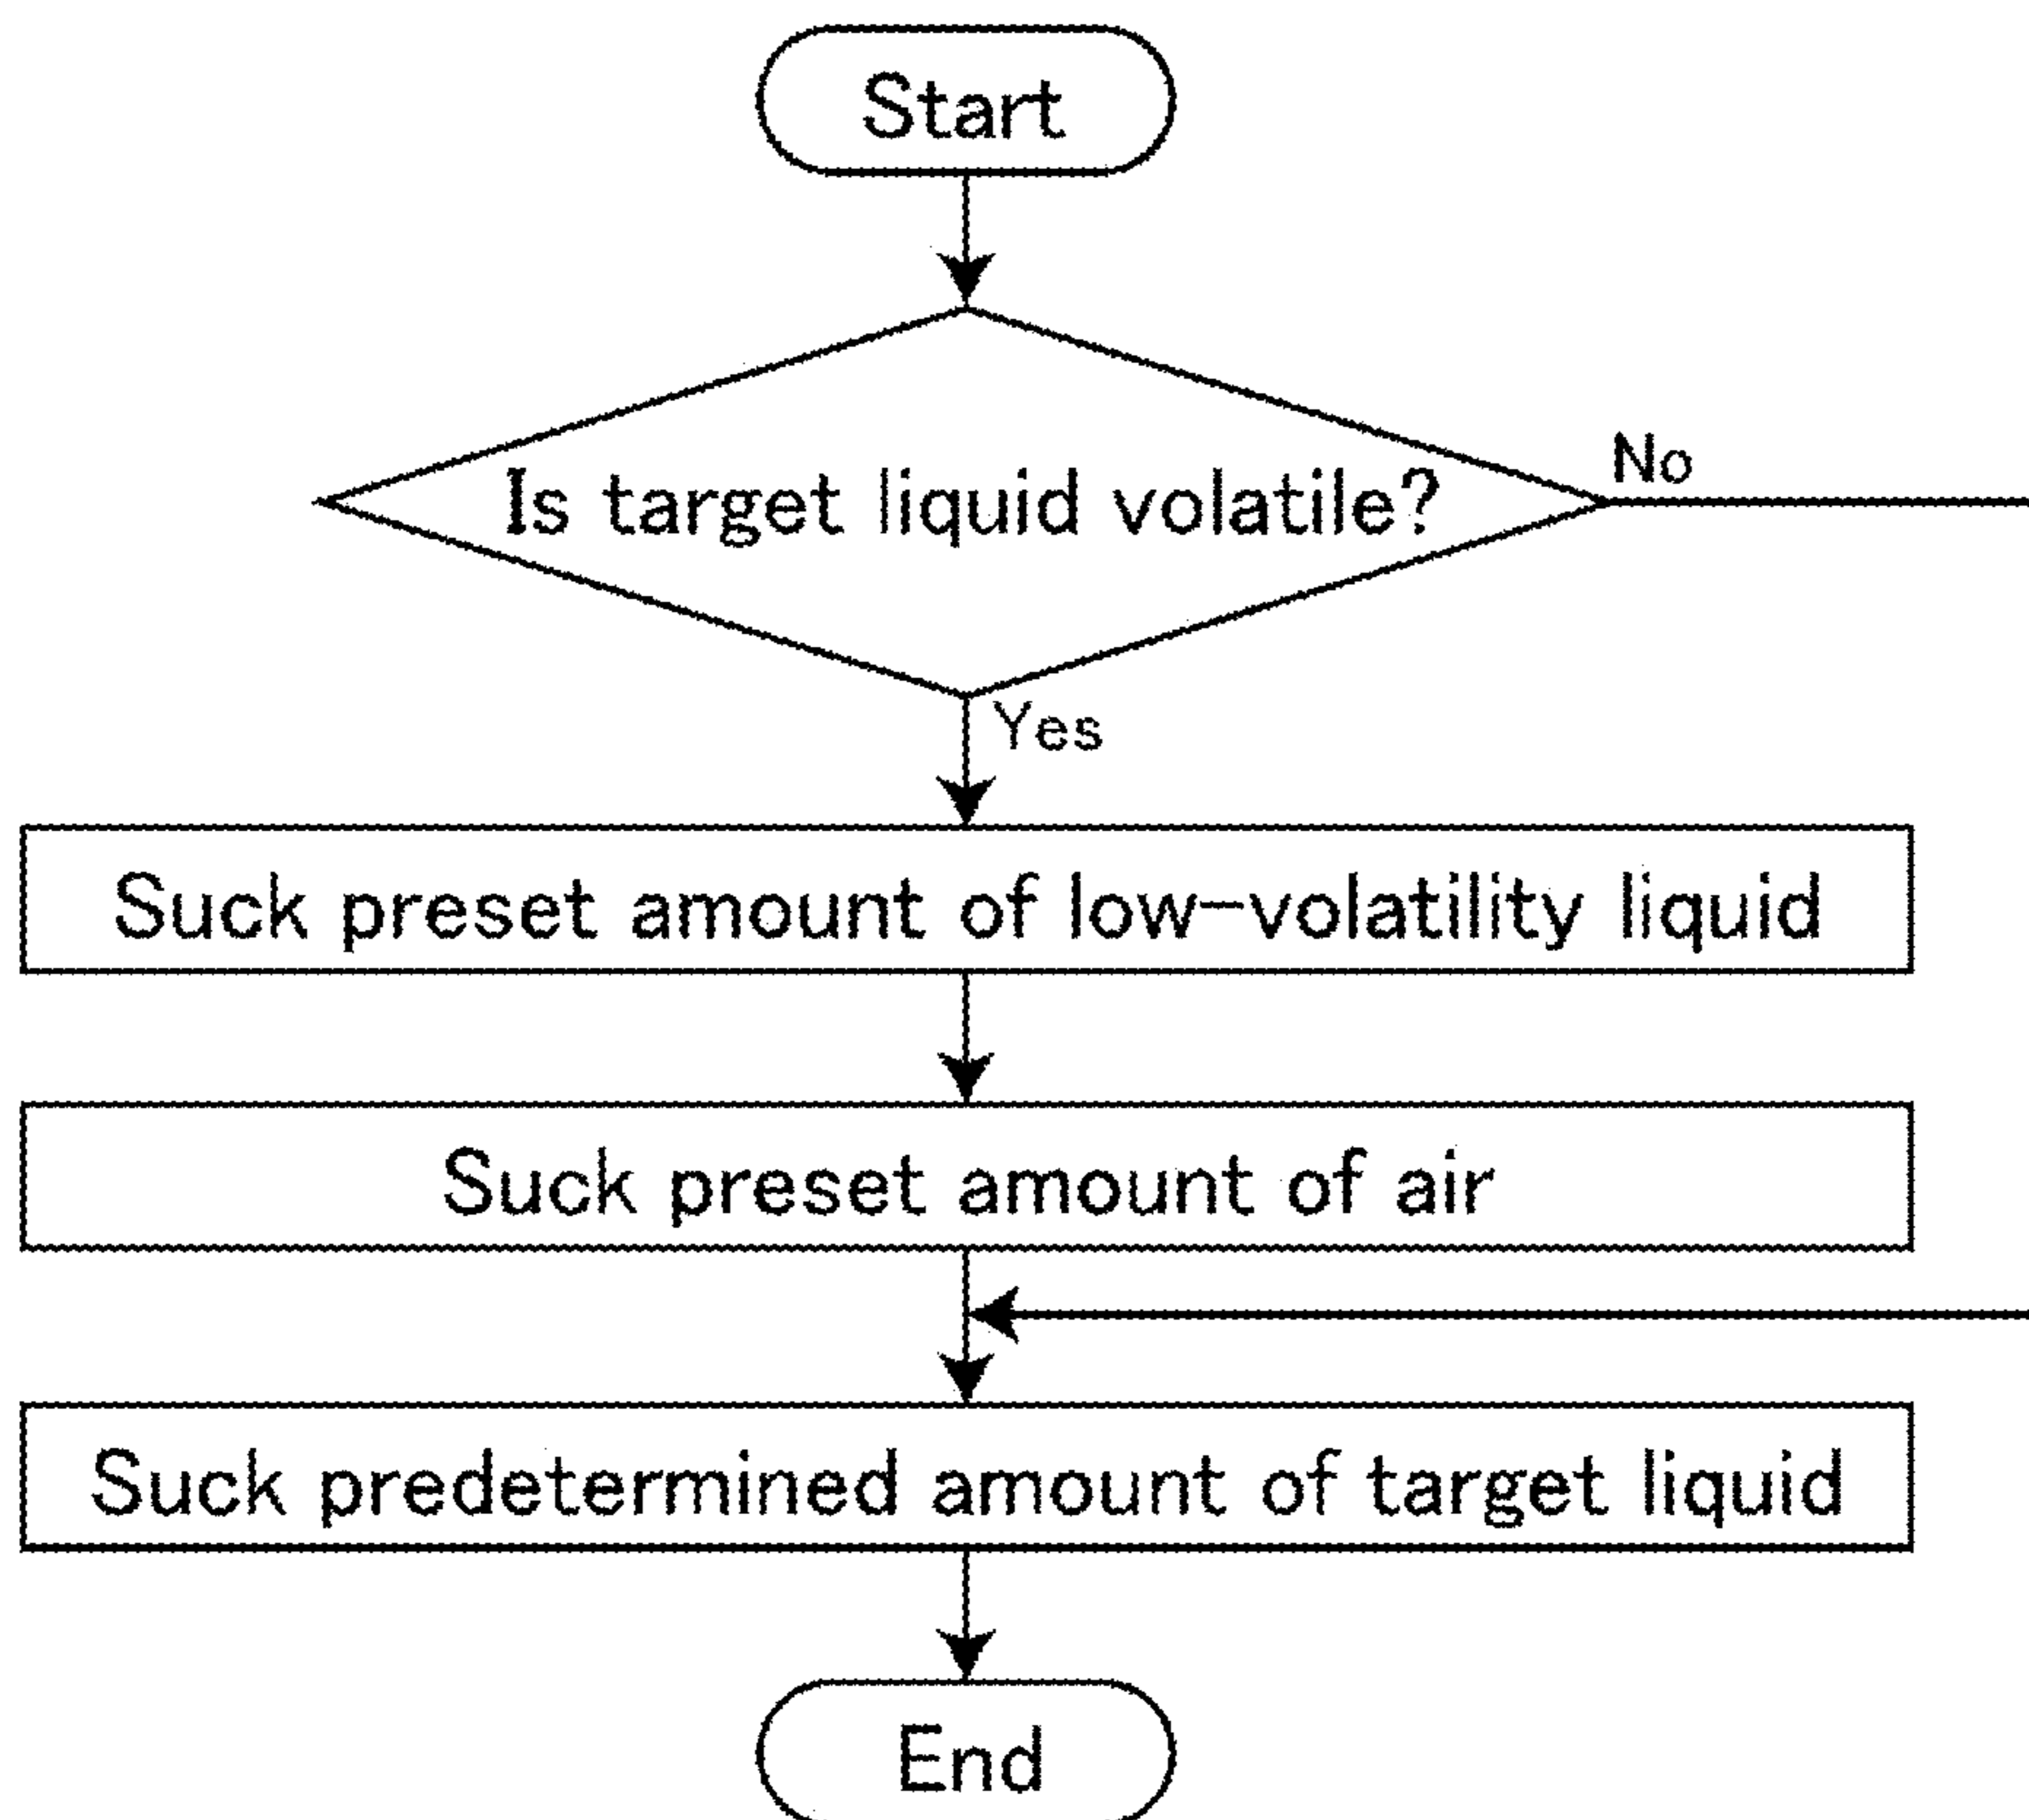 Start
Is target liquid volatile?
No
Yes
Suck preset amount of low-volatility liquid
Suck preset amount of air
Suck predetermined amount of target liquid
End